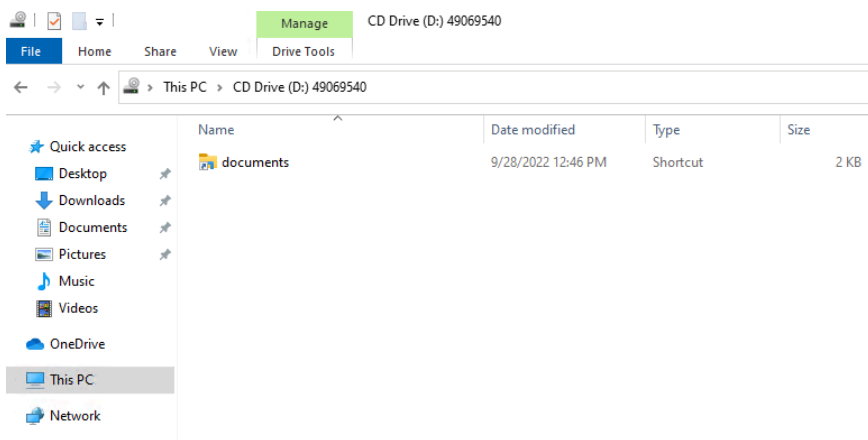 Manage CD Drive (D:) 49069540
File Home Share View Drive Tools
This PC > CD Drive (D:) 49069540
Name Date modified Type Size
Quick access
documents 9/28/2022 12:46 PM Shortcut 2 KB
Desktop
Downloads
Documents
Pictures
Music
Videos
OneDrive
This PC
Network